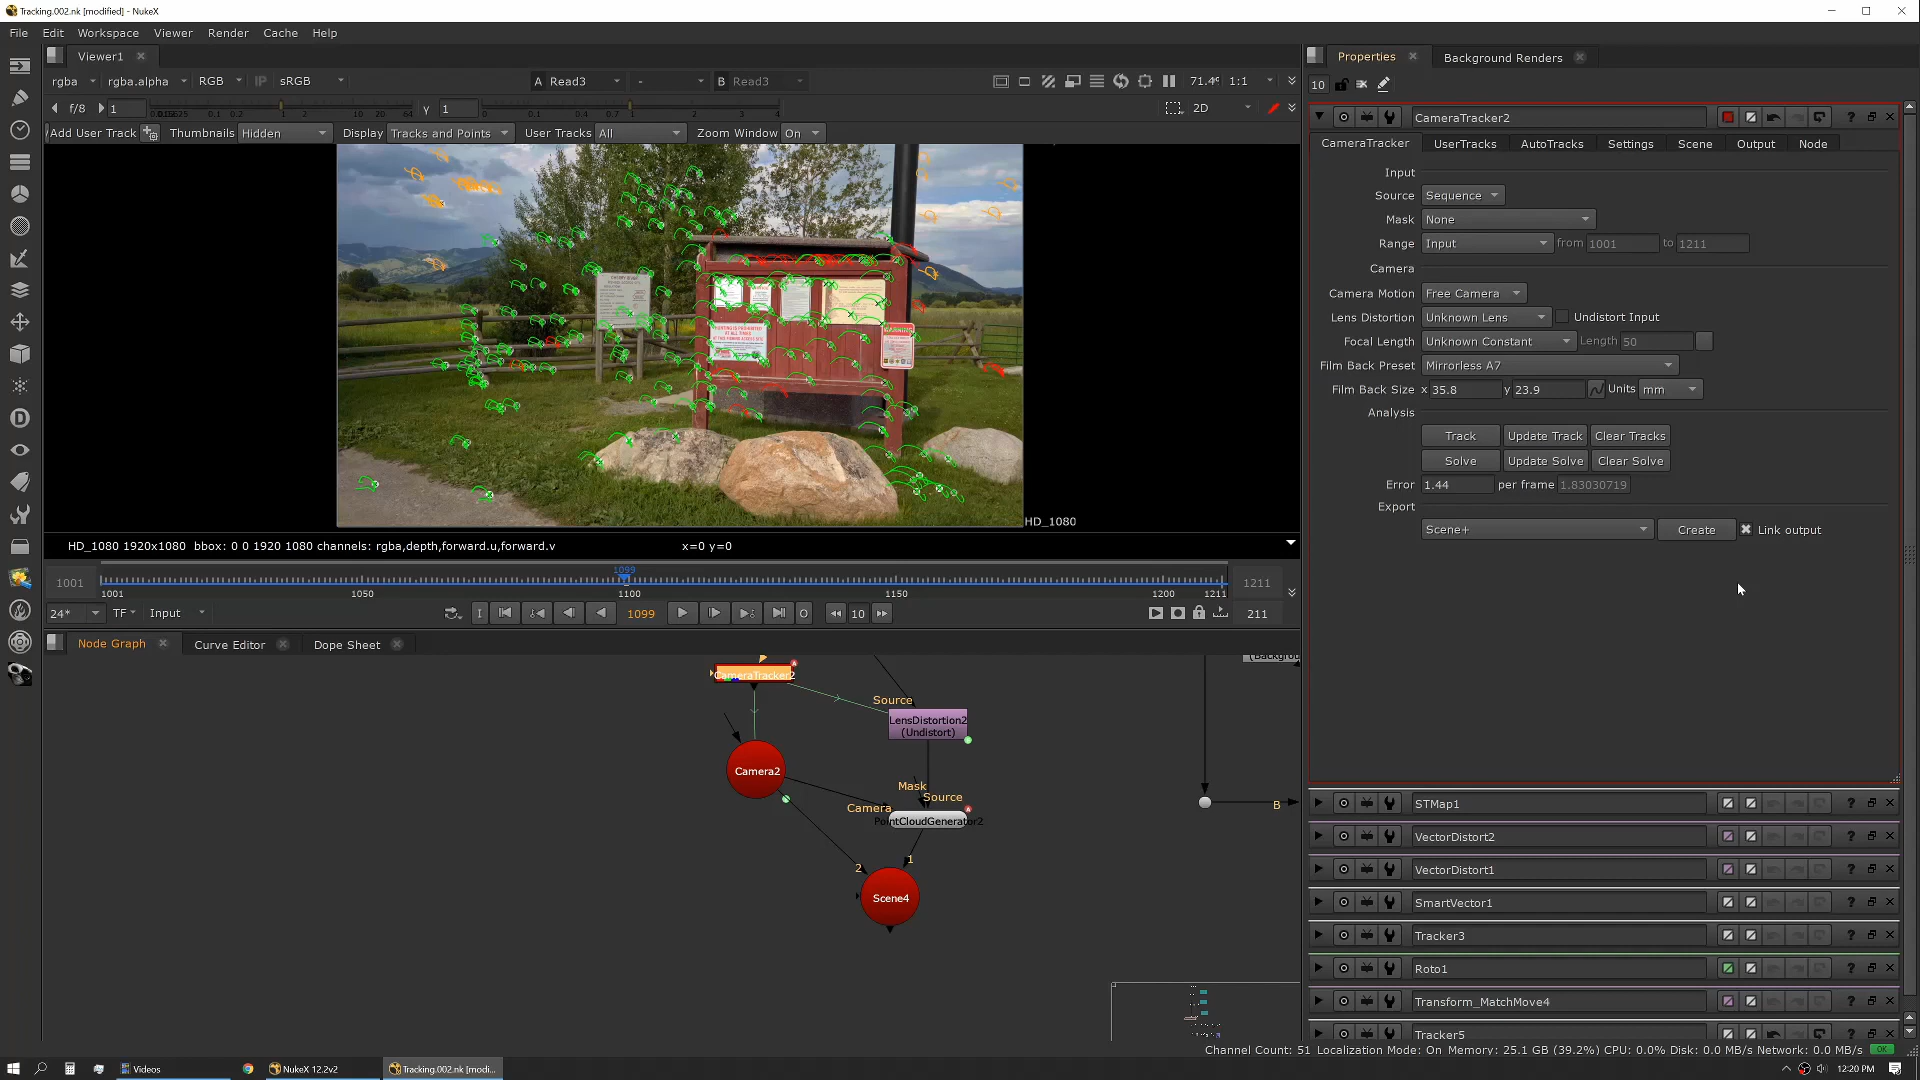 Tracking.002.nk [modified] - NukeX
File Edit Workspace Viewer Render Cache Help
Viewer1
rgba rgba.alpha RGB IP sRGB A Read3 - B Read3 71.4% 1:1
f/8 1 Y 1 2D
Add User Track Thumbnails Hidden Display Tracks and Points User Tracks All Zoom Window On
HD_1080
HD_1080 1920x1080 bbox: 0 0 1920 1080 channels: rgba,depth,forward.u,forward.v x=0 y=0
1001 1099 1211
1001 1050 1100 1150 1200 1211
24* TF Input 1099 10 211
Node Graph Curve Editor Dope Sheet
CameraTracker2
Source
LensDistortion2
(Undistort)
Camera2
Mask
Source
Camera
PointCloudGenerator2
2 1
Scene4
B
Properties Background Renders
10
CameraTracker2
CameraTracker UserTracks AutoTracks Settings Scene Output Node
Input
Source Sequence
Mask None
Range Input from 1001 to 1211
Camera
Camera Motion Free Camera
Lens Distortion Unknown Lens Undistort Input
Focal Length Unknown Constant Length 50
Film Back Preset Mirrorless A7
Film Back Size x 35.8 y 23.9 Units mm
Analysis
Track Update Track Clear Tracks
Solve Update Solve Clear Solve
Error 1.44 per frame 1.83030719
Export
Scene+ Create Link output
STMap1
VectorDistort2
VectorDistort1
SmartVector1
Tracker3
Roto1
Transform_MatchMove4
Tracker5
Channel Count: 51 Localization Mode: On Memory: 25.1 GB (39.2%) CPU: 0.0% Disk: 0.0 MB/s Network: 0.0 MB/s OK
Videos NukeX 12.2v2 Tracking.002.nk [modi... 12:20 PM